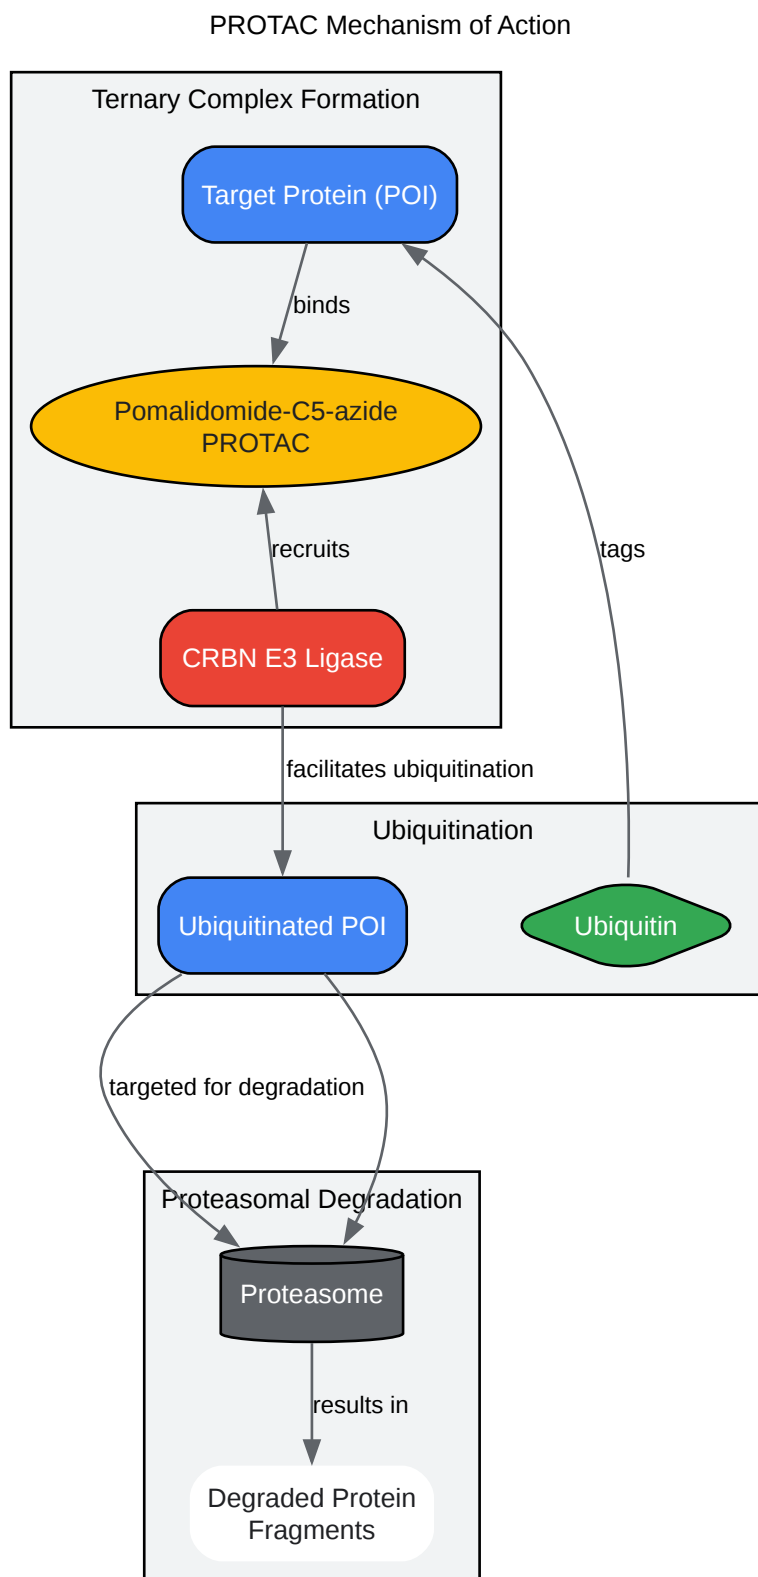 PROTAC Mechanism of Action
Ternary Complex Formation
Target Protein (POI)
binds
Pomalidomide-C5-azide
PROTAC
recruits
tags
CRBN E3 Ligase
facilitates ubiquitination
Ubiquitination
Ubiquitinated POI
Ubiquitin
targeted for degradation
Proteasomal Degradation
Proteasome
results in
Degraded Protein
Fragments